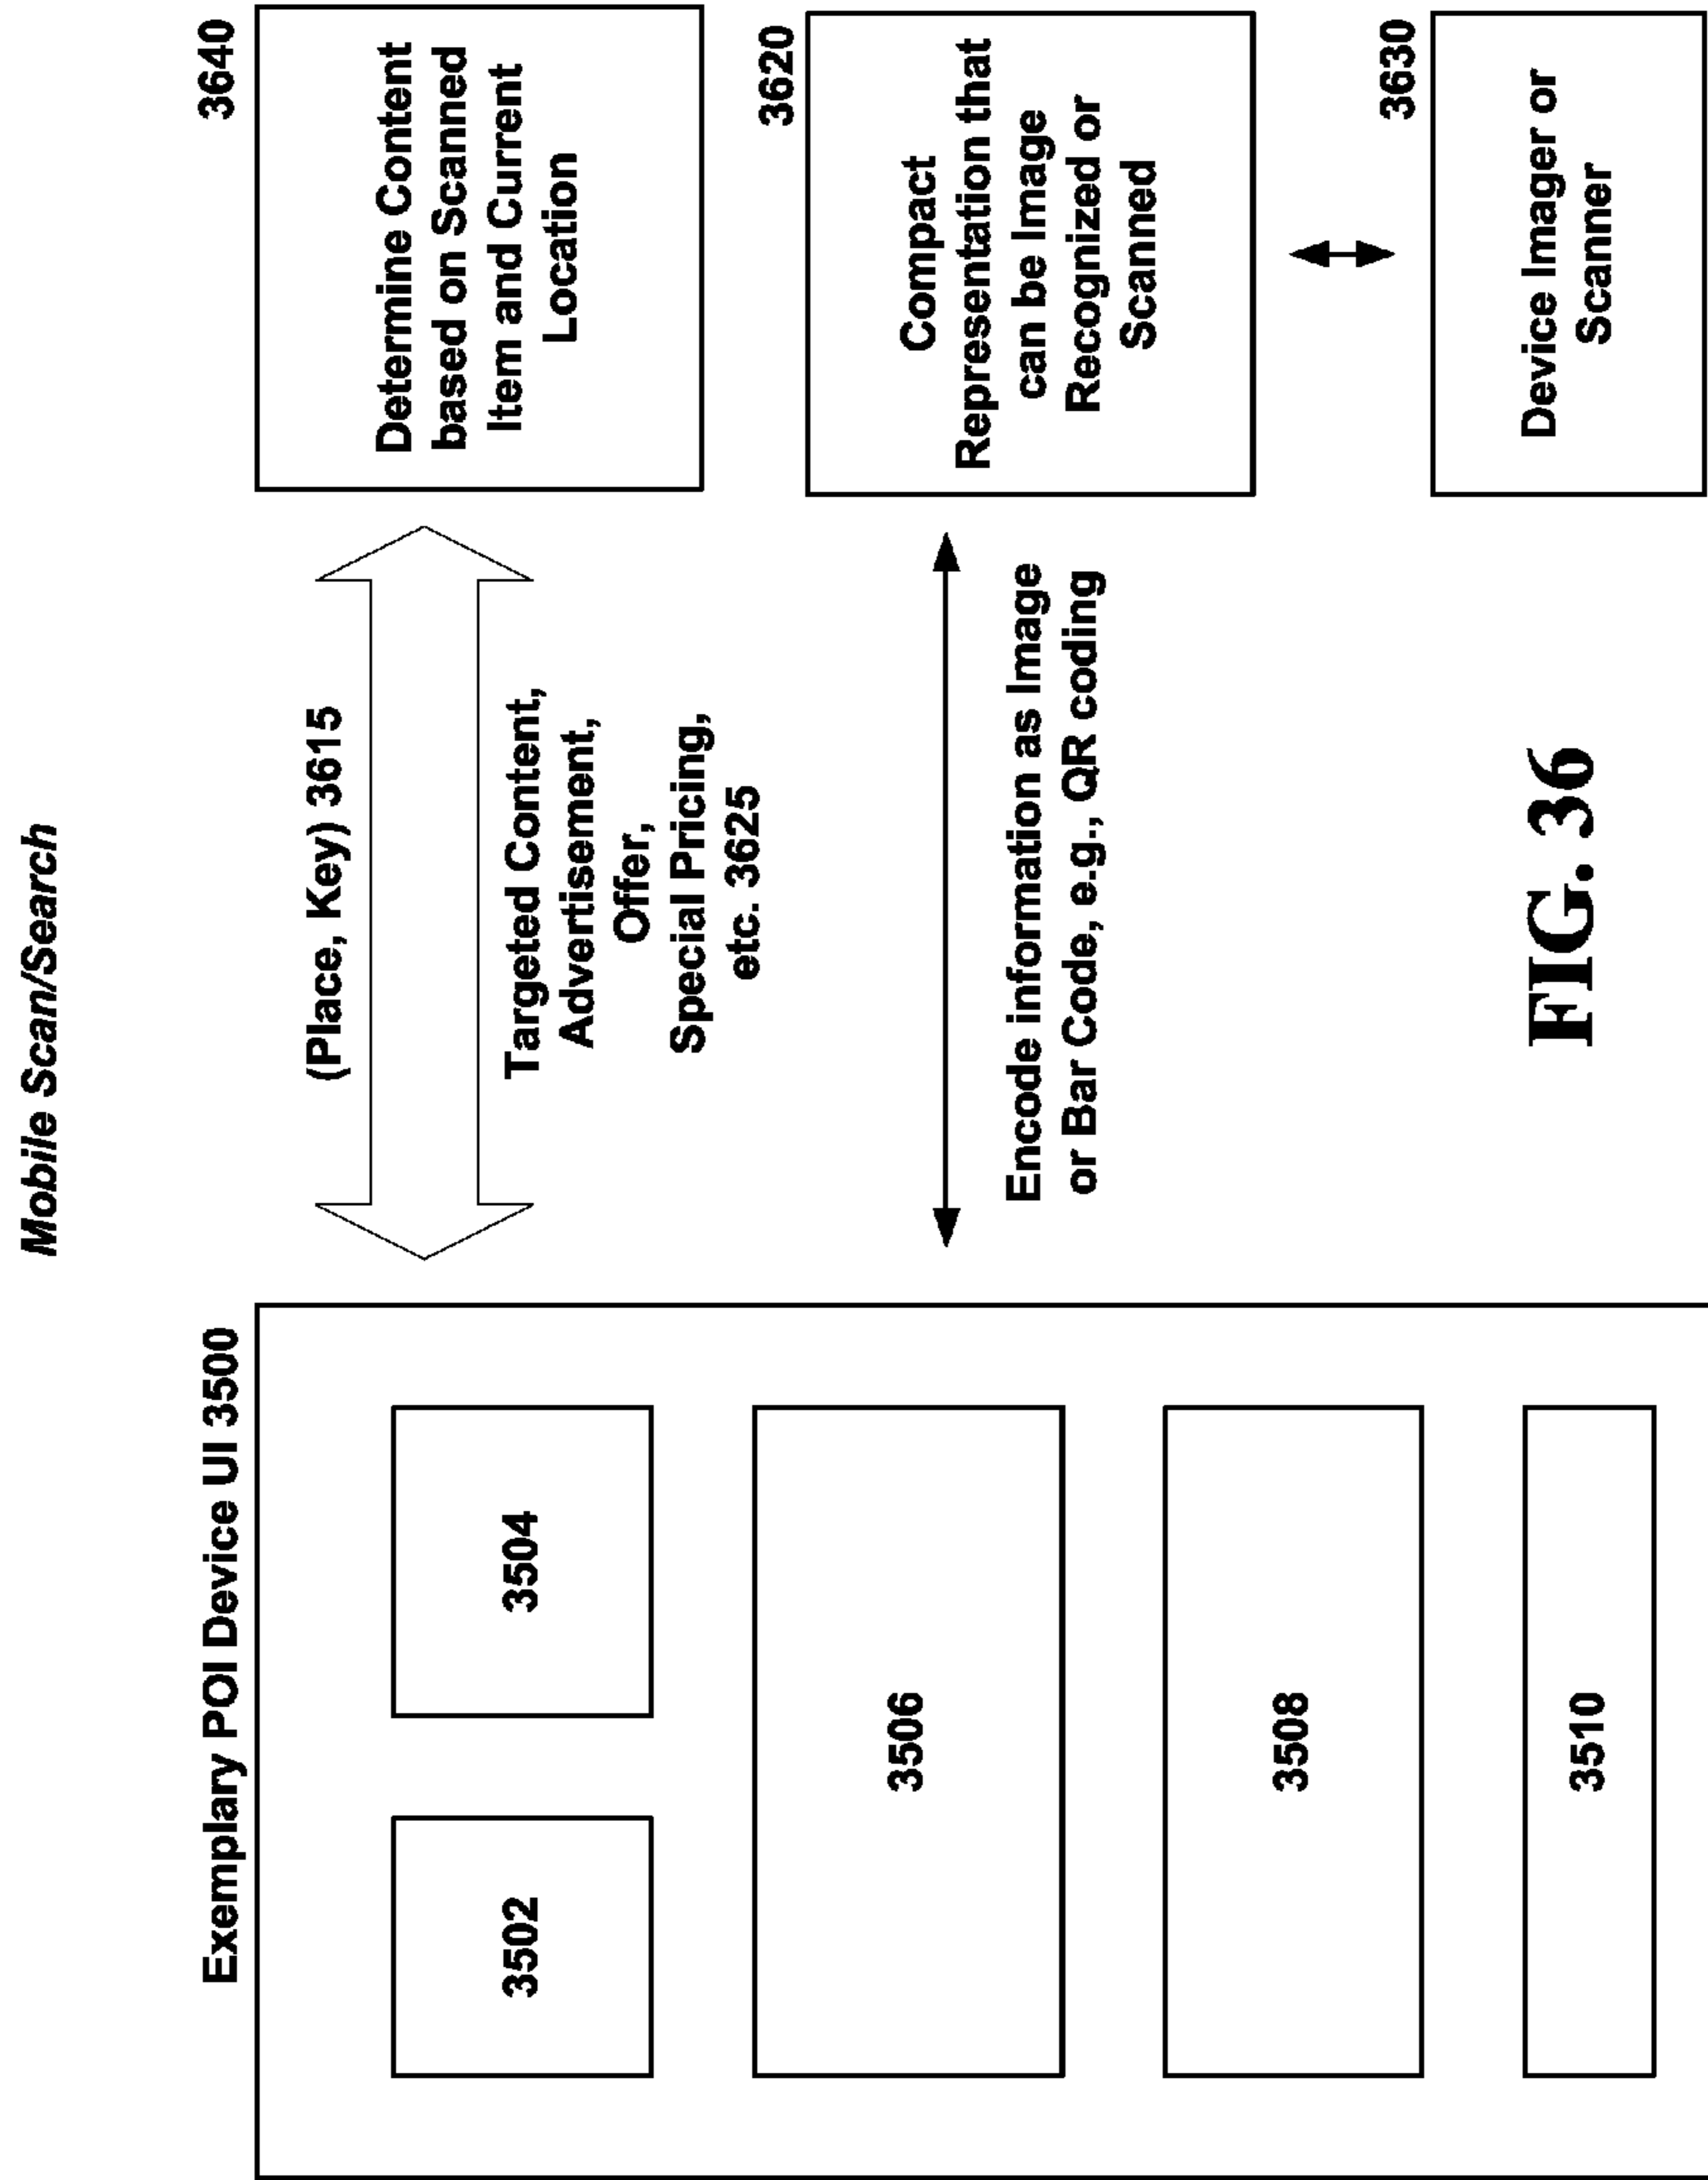 Mobile Scan/Search
Exemplary POI Device UI 3500
3502
3504
3506
3508
3510
(Place, Key) 3615
Targeted Content,
Advertisement,
Offer,
Special Pricing,
etc. 3625
Encode information as Image
or Bar Code, e.g., QR coding
3640
Determine Content
based on Scanned
Item and Current
Location
3620
Compact
Representation that
can be Image
Recognized or
Scanned
3630
Device Imager or
Scanner
FIG. 36